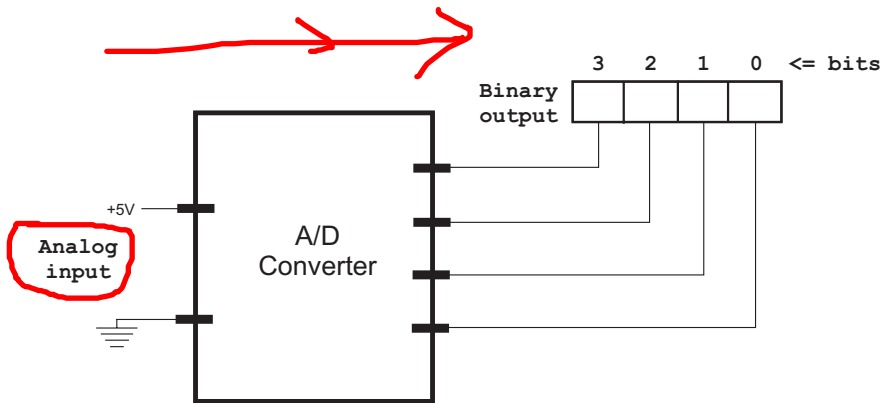 3 2 1 0 <= bits
Binary
output
+5V
Analog
input
A/D
Converter